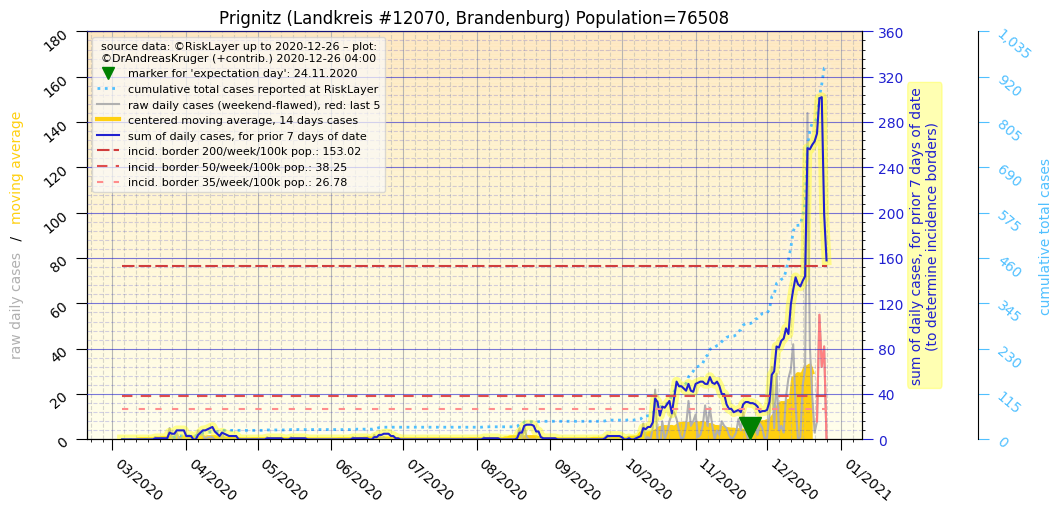 Prignitz (Landkreis #12070, Brandenburg) Population=76508
source data: ©RiskLayer up to 2020-12-26 – plot:
©DrAndreasKruger (+contrib.) 2020-12-26 04:00
marker for 'expectation day': 24.11.2020
cumulative total cases reported at RiskLayer
raw daily cases (weekend-flawed), red: last 5
centered moving average, 14 days cases
sum of daily cases, for prior 7 days of date
incid. border 200/week/100k pop.: 153.02
incid. border 50/week/100k pop.: 38.25
incid. border 35/week/100k pop.: 26.78
raw daily cases / moving average
180
160
140
120
100
80
60
40
20
0
03/2020
04/2020
05/2020
06/2020
07/2020
08/2020
09/2020
10/2020
11/2020
12/2020
01/2021
360
320
280
240
200
160
120
80
40
0
sum of daily cases, for prior 7 days of date
(to determine incidence borders)
1,035
920
805
690
575
460
345
230
115
0
cumulative total cases